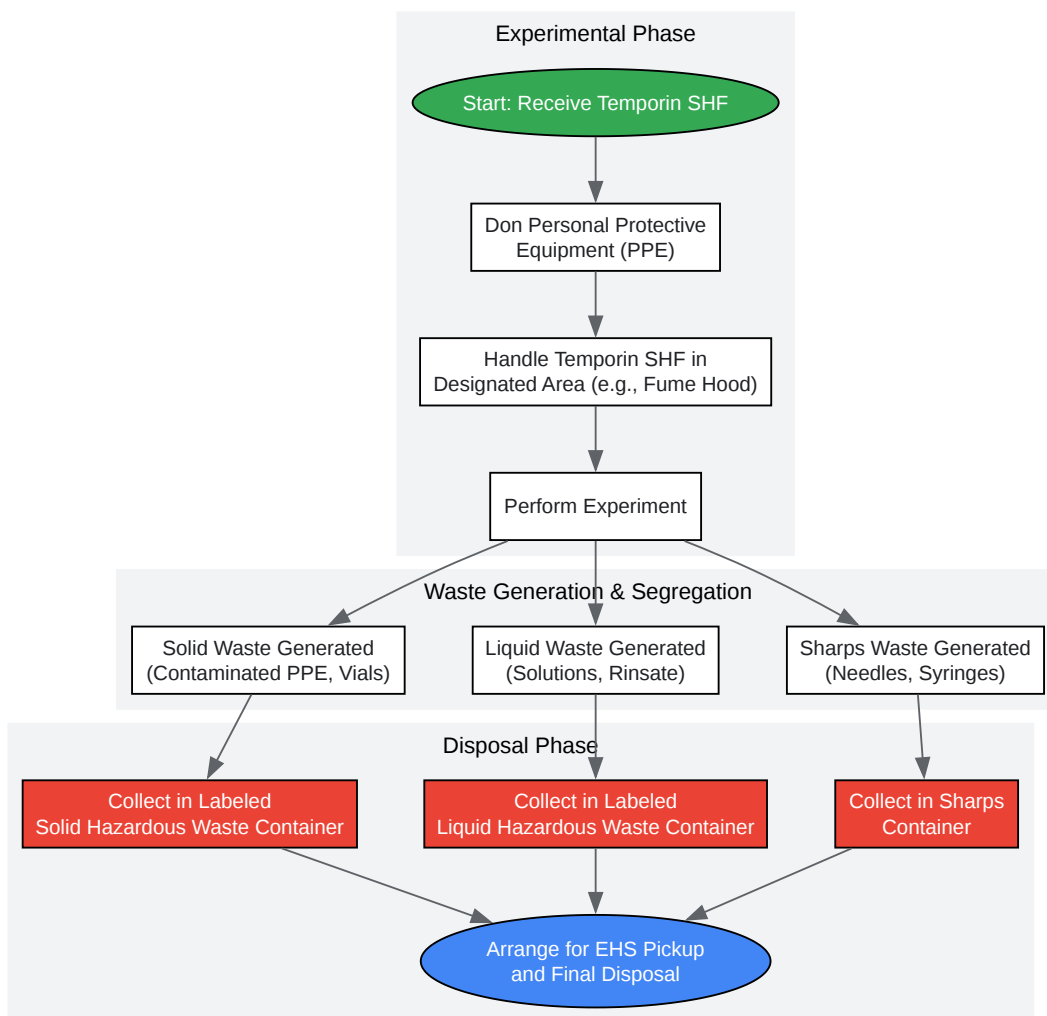 Experimental Phase
Start: Receive Temporin SHF
Don Personal Protective
Equipment (PPE)
Handle Temporin SHF in
Designated Area (e.g., Fume Hood)
Perform Experiment
Waste Generation & Segregation
Solid Waste Generated
(Contaminated PPE, Vials)
Liquid Waste Generated
(Solutions, Rinsate)
Sharps Waste Generated
(Needles, Syringes)
Disposal Phase
Collect in Labeled
Solid Hazardous Waste Container
Collect in Labeled
Liquid Hazardous Waste Container
Collect in Sharps
Container
Arrange for EHS Pickup
and Final Disposal